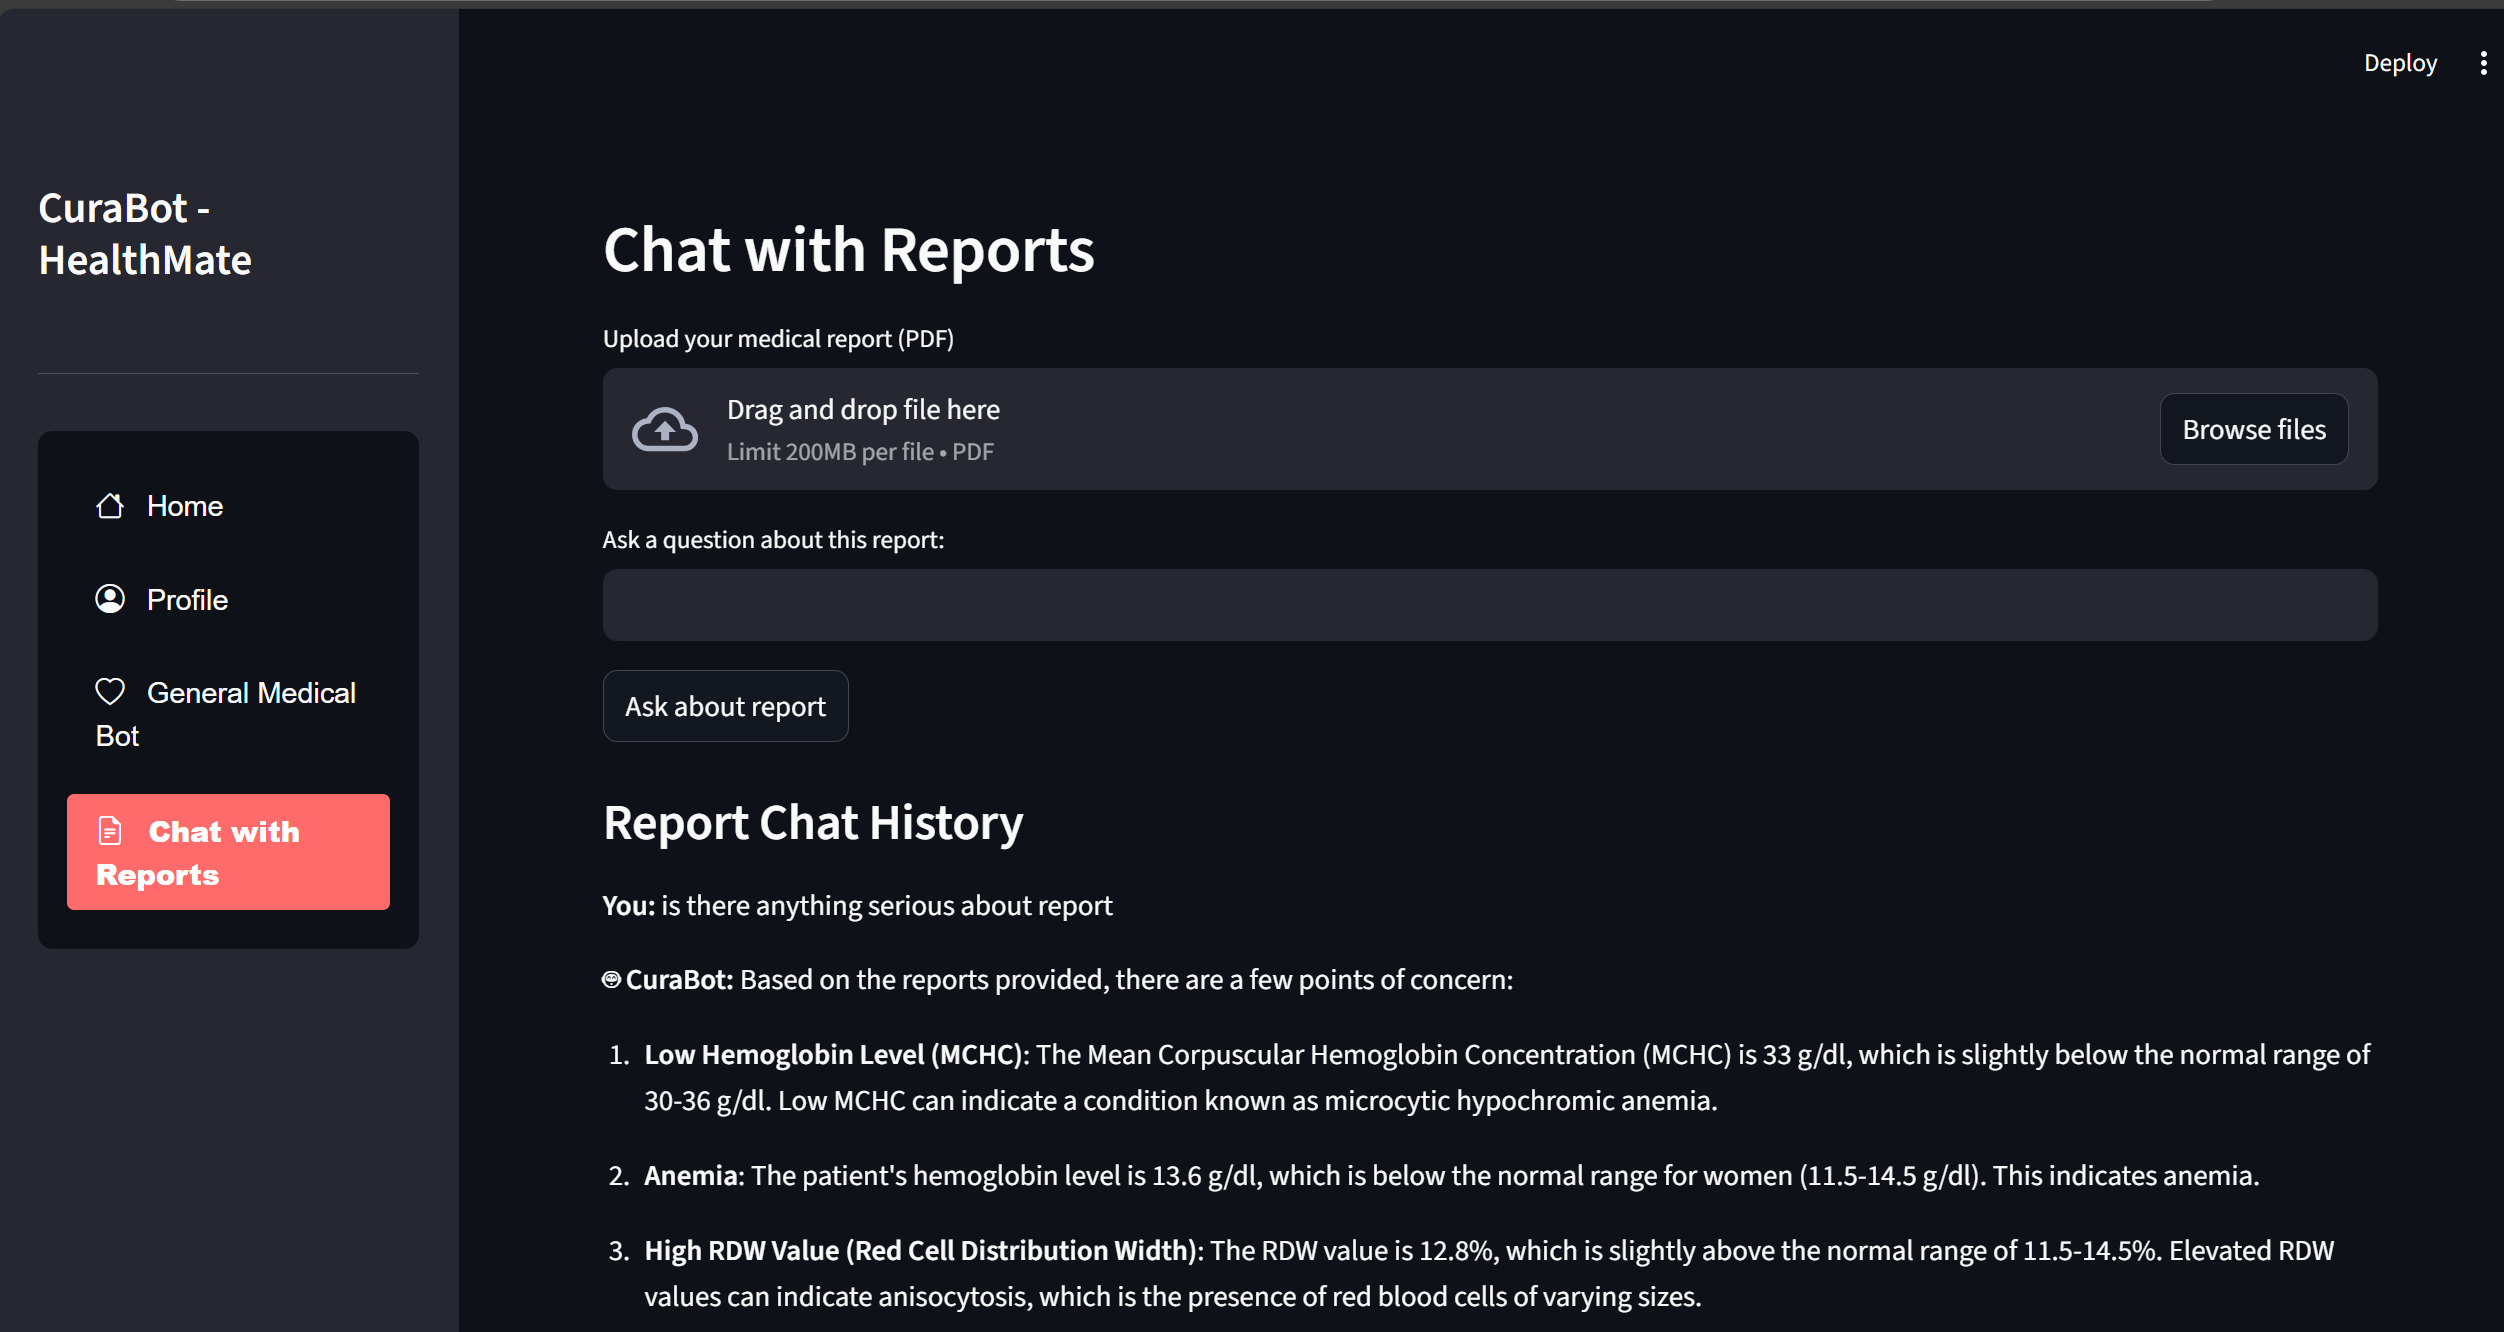 Deploy
CuraBot -
HealthMate
Home
Profile
General Medical
Bot
Chat with
Reports
Chat with Reports
Upload your medical report (PDF)
Drag and drop file here
Limit 200MB per file • PDF
Browse files
Ask a question about this report:
Ask about report
Report Chat History
You: is there anything serious about report
CuraBot: Based on the reports provided, there are a few points of concern:
1. Low Hemoglobin Level (MCHC): The Mean Corpuscular Hemoglobin Concentration (MCHC) is 33 g/dl, which is slightly below the normal range of
30-36 g/dl. Low MCHC can indicate a condition known as microcytic hypochromic anemia.
2. Anemia: The patient's hemoglobin level is 13.6 g/dl, which is below the normal range for women (11.5-14.5 g/dl). This indicates anemia.
3. High RDW Value (Red Cell Distribution Width): The RDW value is 12.8%, which is slightly above the normal range of 11.5-14.5%. Elevated RDW
values can indicate anisocytosis, which is the presence of red blood cells of varying sizes.